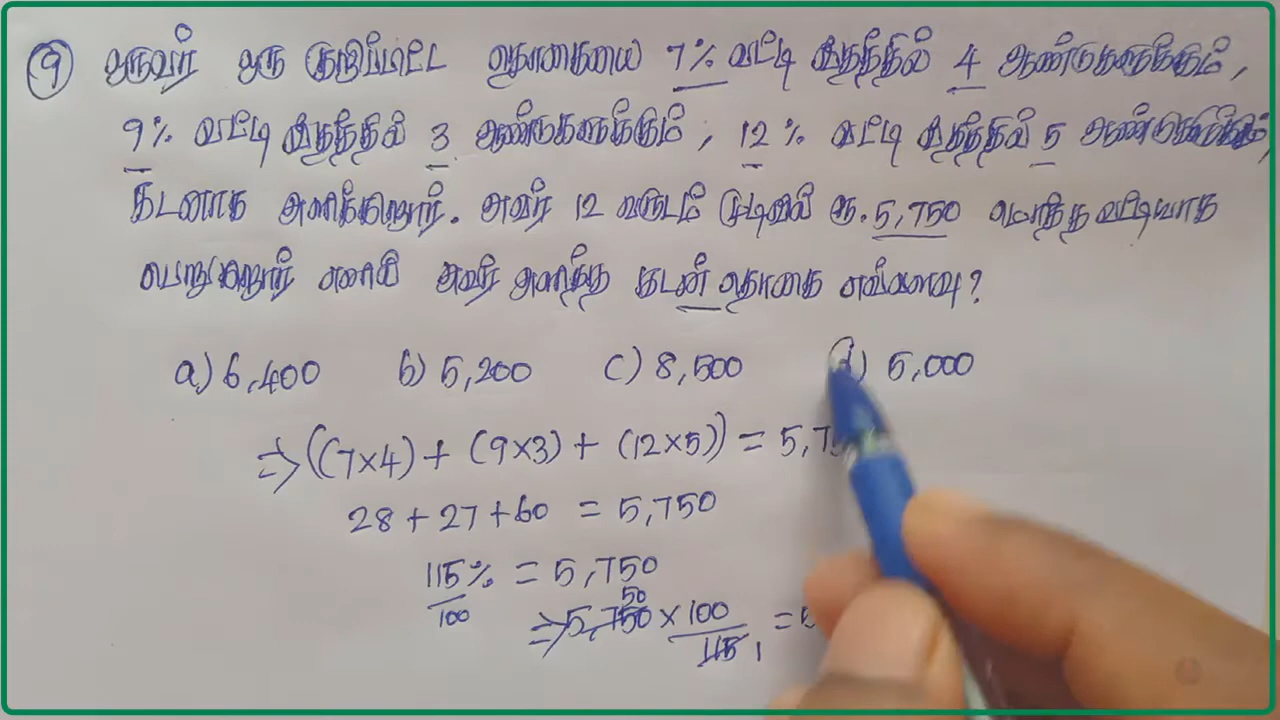 9 ஒருவர் ஒரு குறிப்பிட்ட தொகையை 7% வட்டி வீதத்தில் 4 ஆண்டுகளுக்கும்,
9% வட்டி வீதத்தில் 3 ஆண்டுகளுக்கும், 12% வட்டி வீதத்தில் 5 ஆண்டுகளுக்கும்,
கடனாக அளிக்கிறார். அவர் 12 வருடம் முடிவில் ரூ.5,750 மொத்த வட்டியாக
பெறுகிறார் எனில் அவர் அளித்த கடன் தொகை எவ்வளவு?
a) 6,400 b) 5,200 c) 8,500 d) 5,000
⇒ ((7×4) + (9×3) + (12×5)) = 5,75
28 + 27 + 60 = 5,750
115% = 5,750
100 50
⇒ 5,750 × 100 = 5
115 1